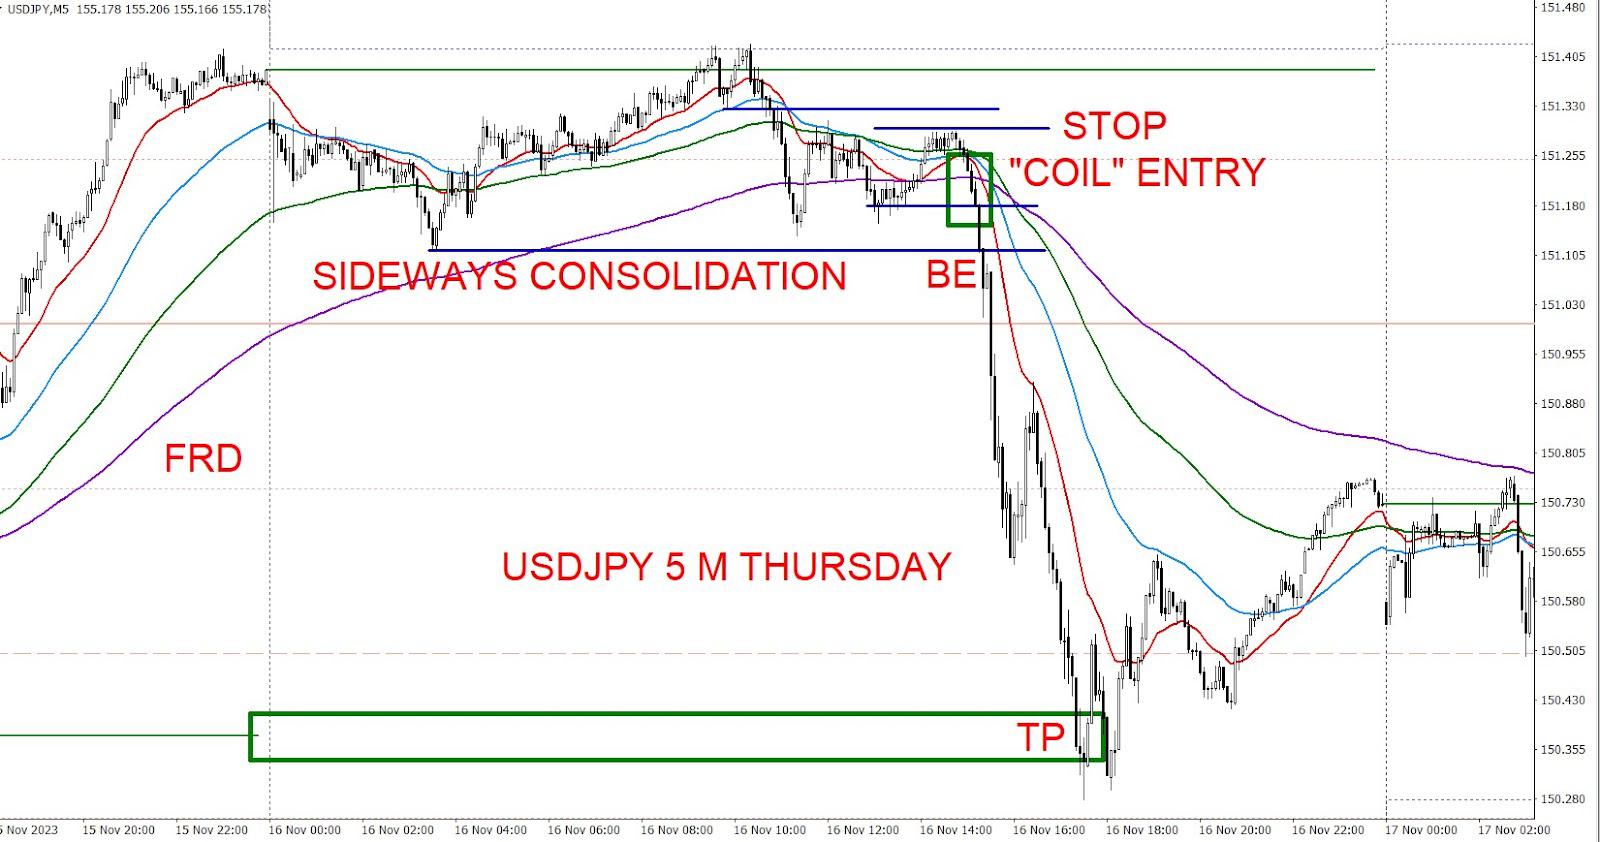 USDJPY,M5 155.178 155.206 155.166 155.178
151.480
151.405
151.330
STOP
"COIL" ENTRY
151.255
151.180
151.105
SIDEWAYS CONSOLIDATION
BE
151.030
150.955
150.880
FRD
150.805
150.730
USDJPY 5 M THURSDAY
150.655
150.580
150.505
150.430
TP
150.355
150.280
5 Nov 2023
15 Nov 20:00
15 Nov 22:00
16 Nov 00:00
16 Nov 02:00
16 Nov 04:00
16 Nov 06:00
16 Nov 08:00
16 Nov 10:00
16 Nov 12:00
16 Nov 14:00
16 Nov 16:00
16 Nov 18:00
16 Nov 20:00
16 Nov 22:00
17 Nov 00:00
17 Nov 02:00